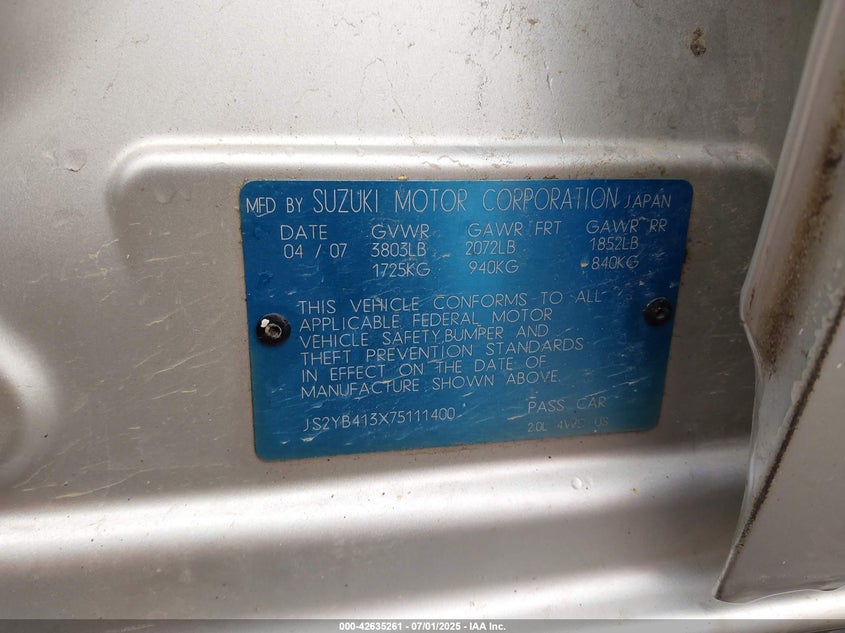 MFD BY SUZUKI MOTOR CORPORATION JAPAN
DATE GVWR GAWR FRT GAWR RR
04 / 07 3803LB 2072LB 1852LB
1725KG 940KG 840KG
THIS VEHICLE CONFORMS TO ALL
APPLICABLE FEDERAL MOTOR
VEHICLE SAFETY,BUMPER AND
THEFT PREVENTION STANDARDS
IN EFFECT ON THE DATE OF
MANUFACTURE SHOWN ABOVE.
JS2YB413X75111400 PASS CAR
2.0L 4WD US
000-42635261 - 07/01/2025 - IAA Inc.